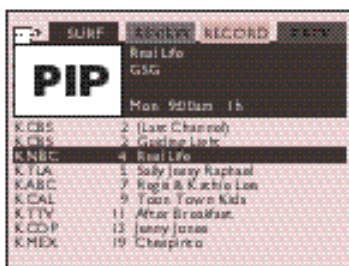 SURF REVIEW RECORD
Real Life
GSG
PIP
Mon 9:00am 1h
KCBS 2 (Last Channel)
KCBS 2 Guiding Light
KNBC 4 Real Life
KTLA 5 Sally Jessy Raphael
KABC 7 Regis & Kathie Lee
KCAL 9 Toon Town Kids
KTTV 11 After Breakfast
KCOP 13 Jenny Jones
KMEX 19 Chespirito